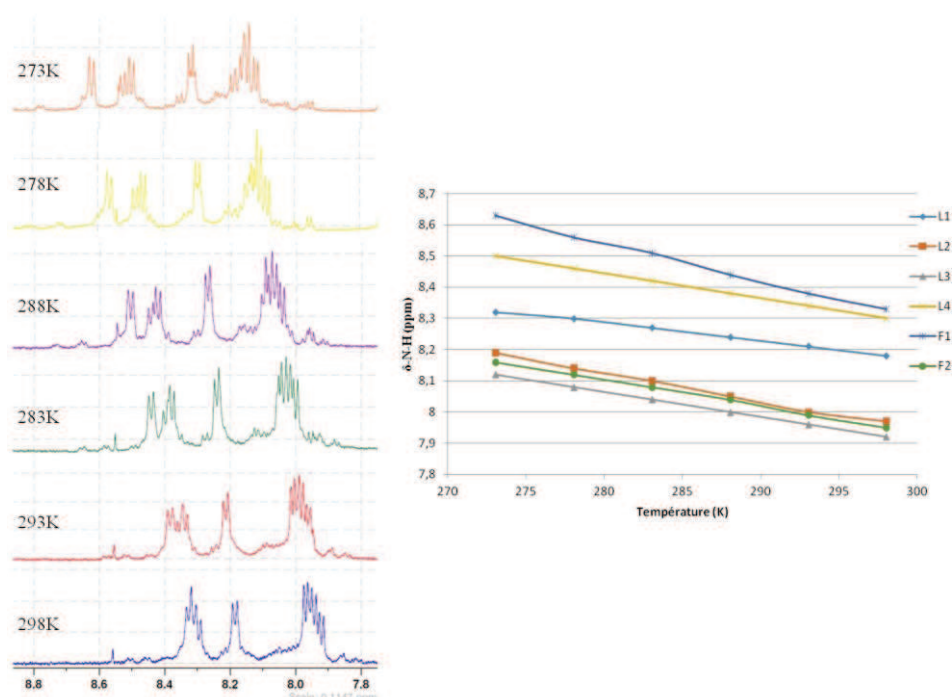 273K
278K
288K
283K
293K
298K
8.8 8.6 8.4 8.2 8.0 7.8
8,7
8,6
8,5
8,4
8,3
8,2
8,1
8
7,9
7,8
δ-N-H (ppm)
270 275 280 285 290 295 300
Température (K)
L1
L2
L3
L4
F1
F2